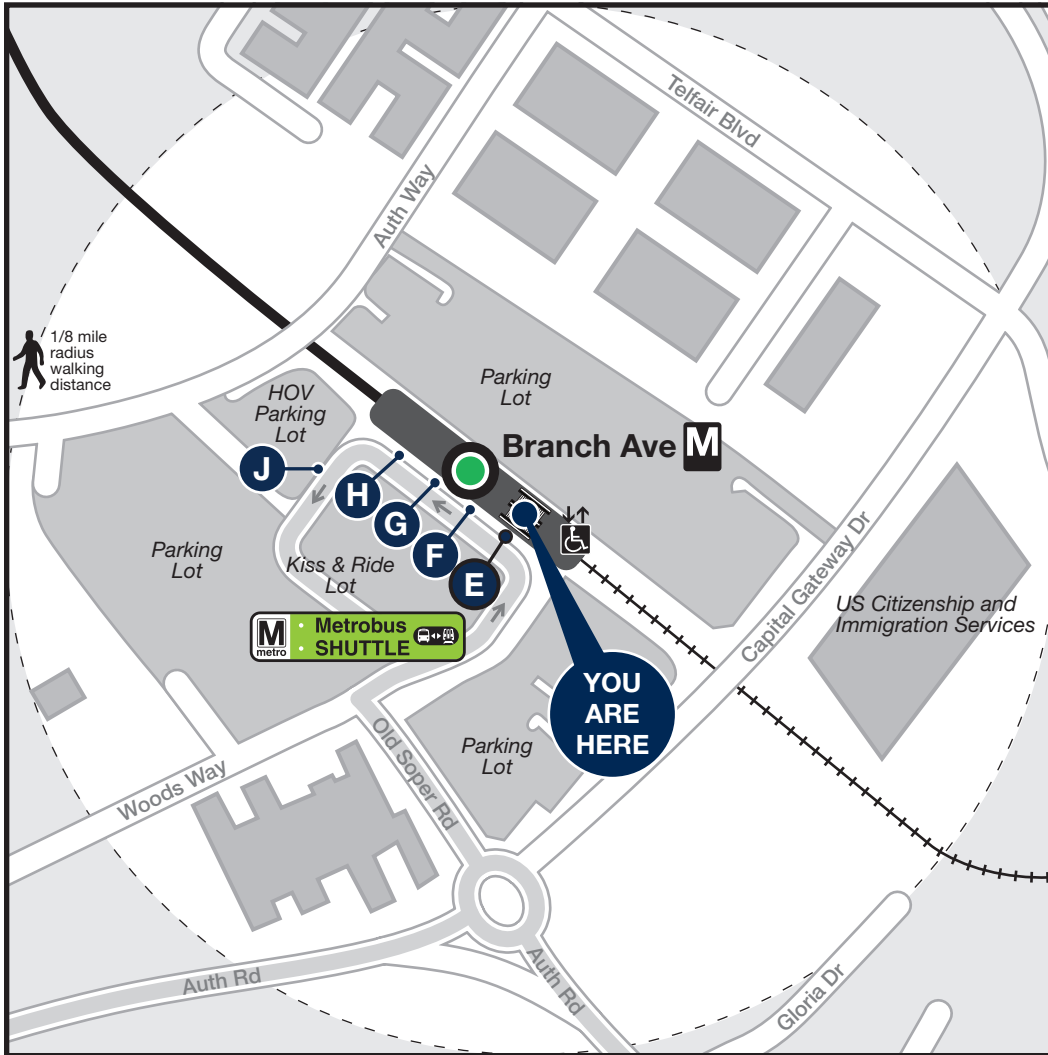 Telfair Blvd
Auth Way
1/8 mile
radius
walking
distance
HOV
Parking
Lot
Parking
Lot
Branch Ave M
J
H
G
F
E
Parking
Lot
Kiss & Ride
Lot
Capital Gateway Dr
US Citizenship and
Immigration Services
M
metro
• Metrobus
• SHUTTLE
YOU
ARE
HERE
Parking
Lot
Old Soper Rd
Woods Way
Auth Rd
Auth Rd
Gloria Dr